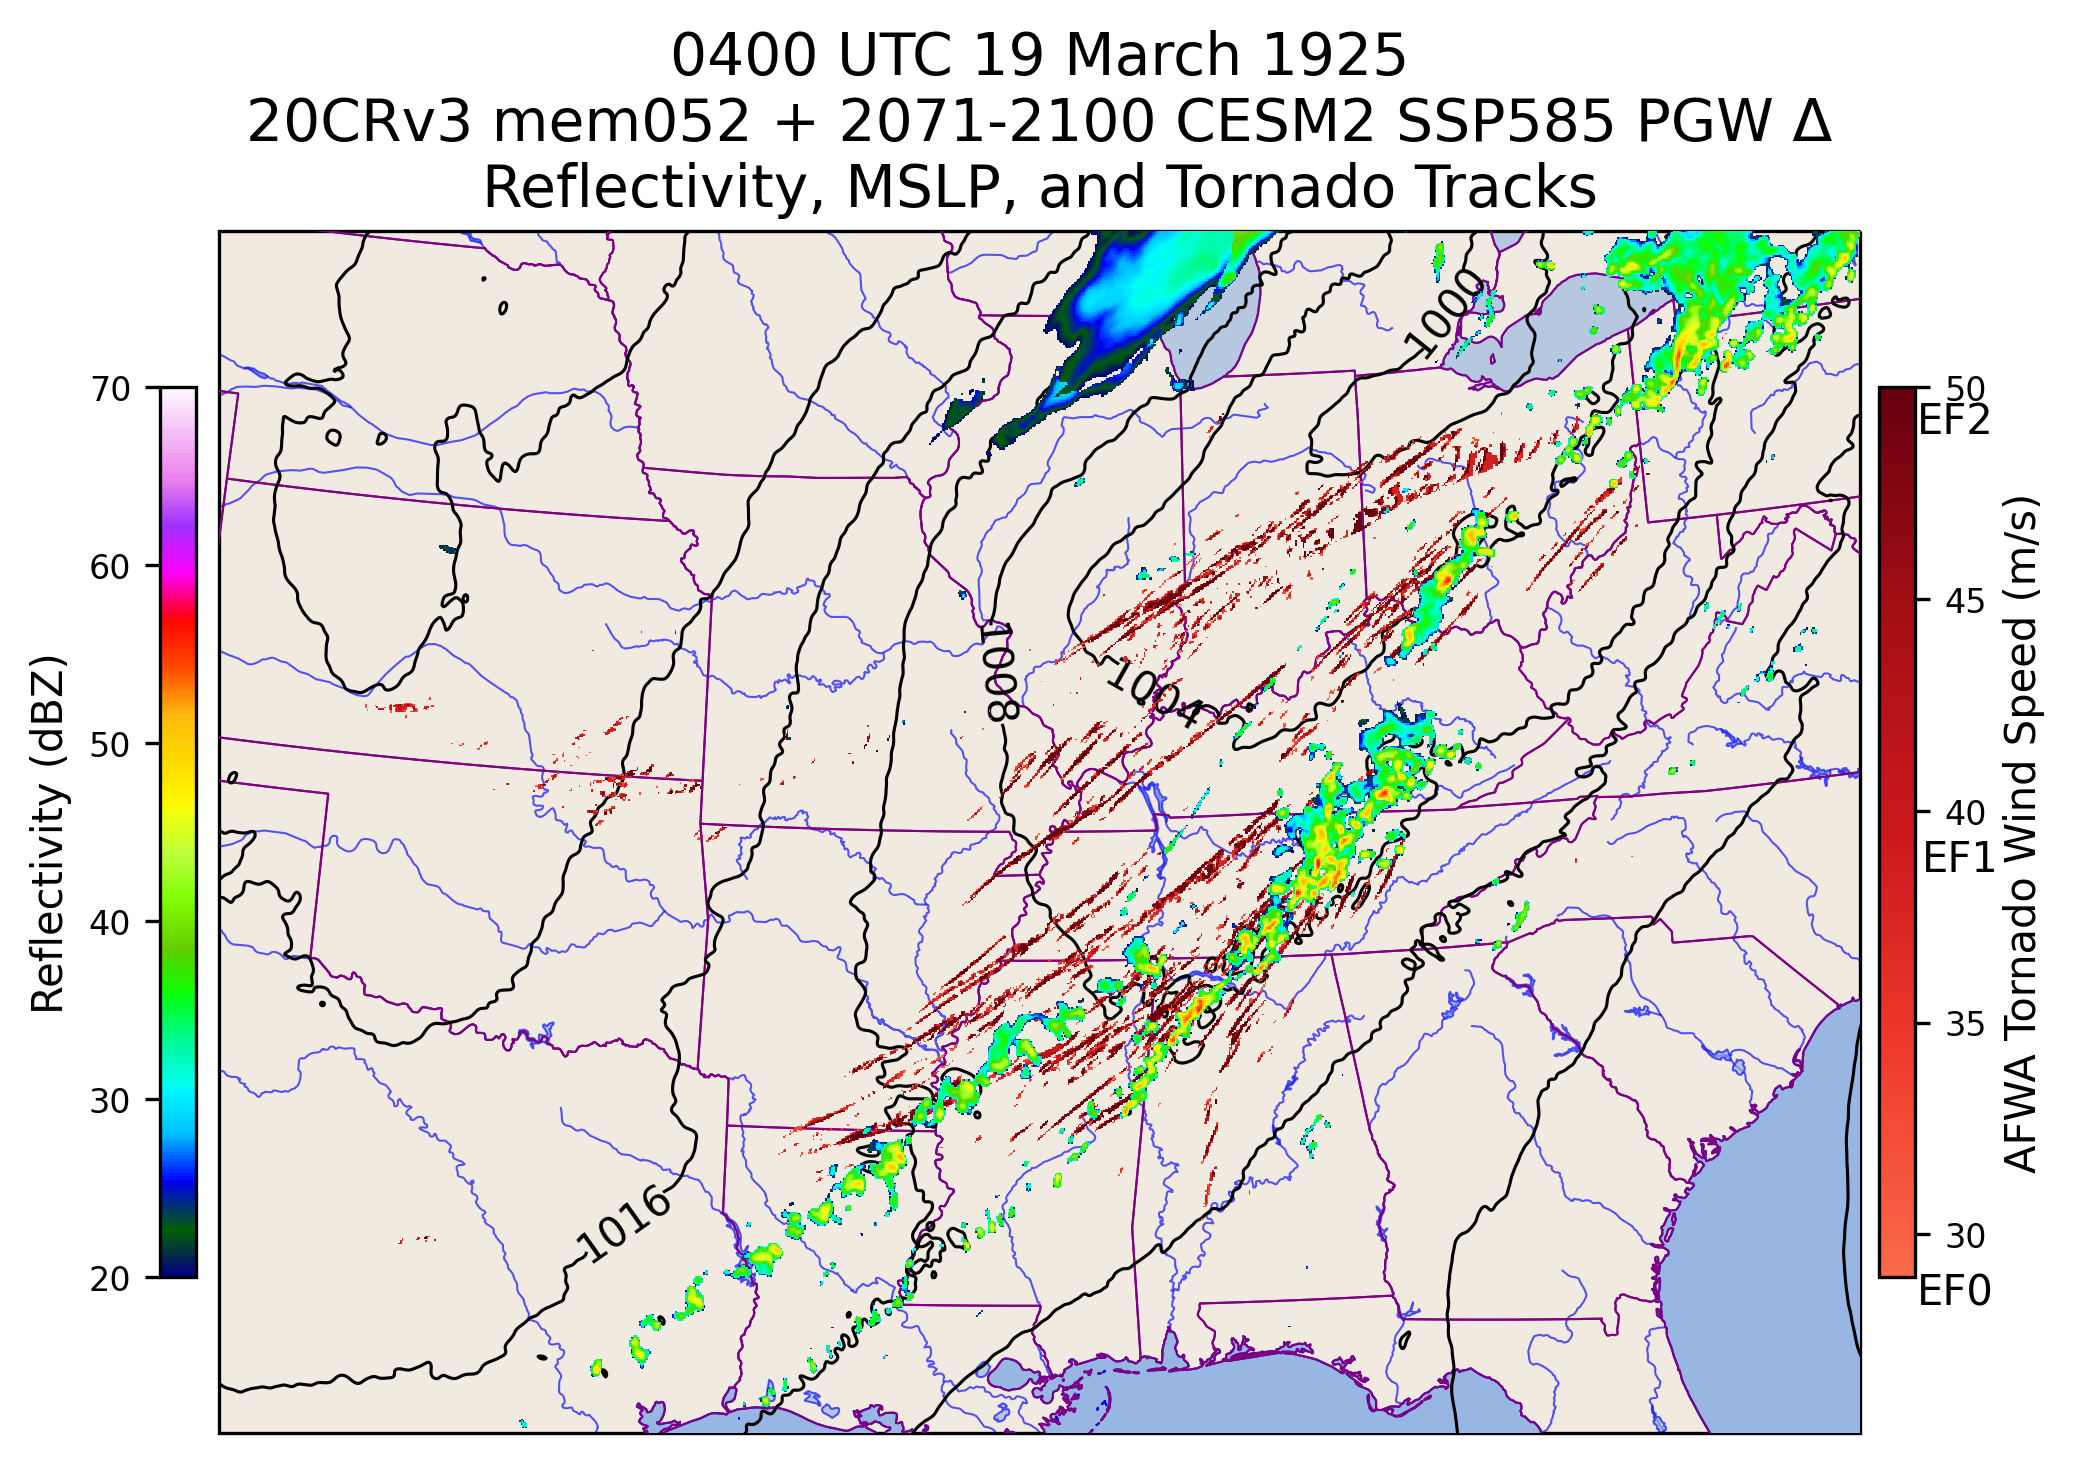 0400 UTC 19 March 1925
20CRv3 mem052 + 2071-2100 CESM2 SSP585 PGW Δ
Reflectivity, MSLP, and Tornado Tracks
Reflectivity (dBZ)
70
60
50
40
30
20
1000
1004
1008
1016
50
EF2
45
40
EF1
35
30
EF0
AFWA Tornado Wind Speed (m/s)